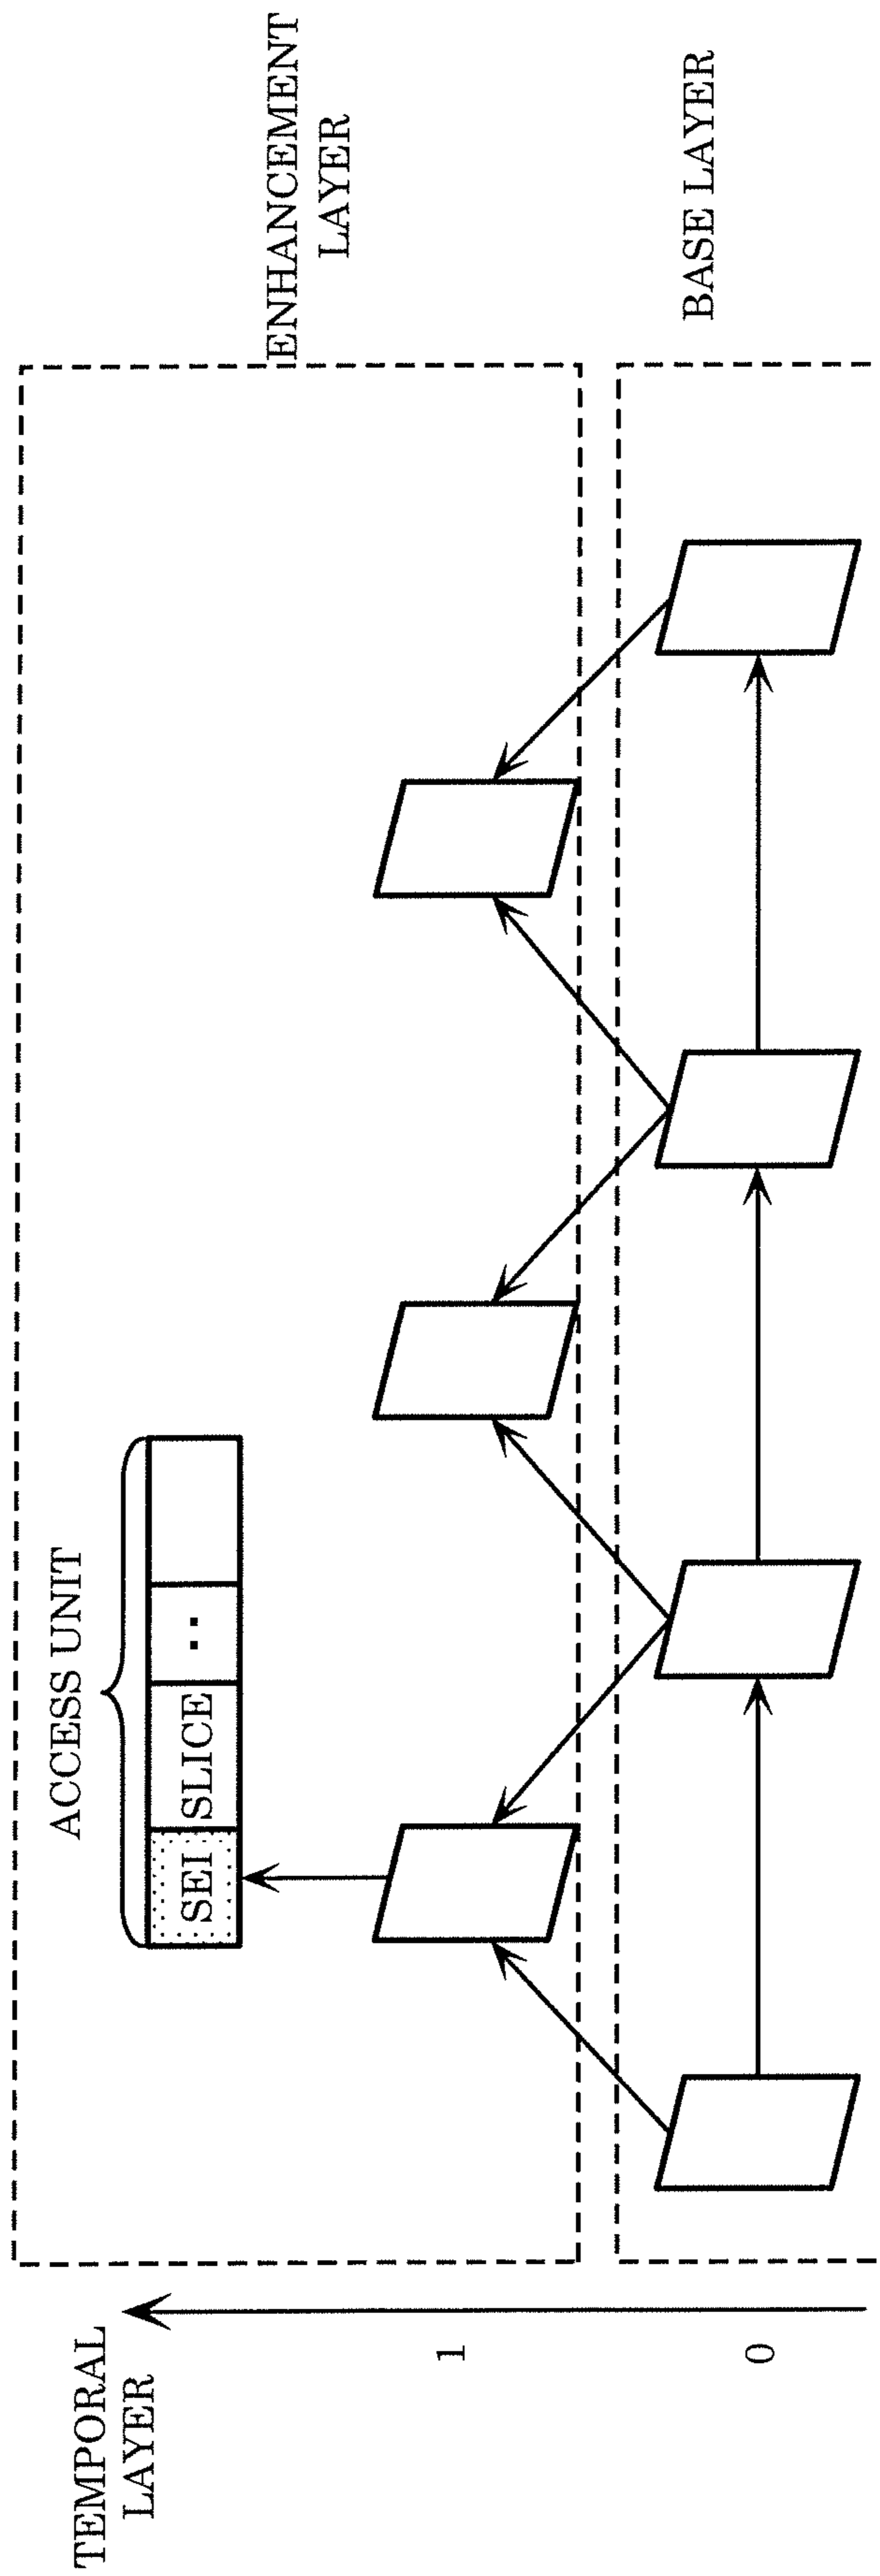 TEMPORAL
LAYER
1
0
ACCESS UNIT
SEI
SLICE
..
ENHANCEMENT
LAYER
BASE LAYER